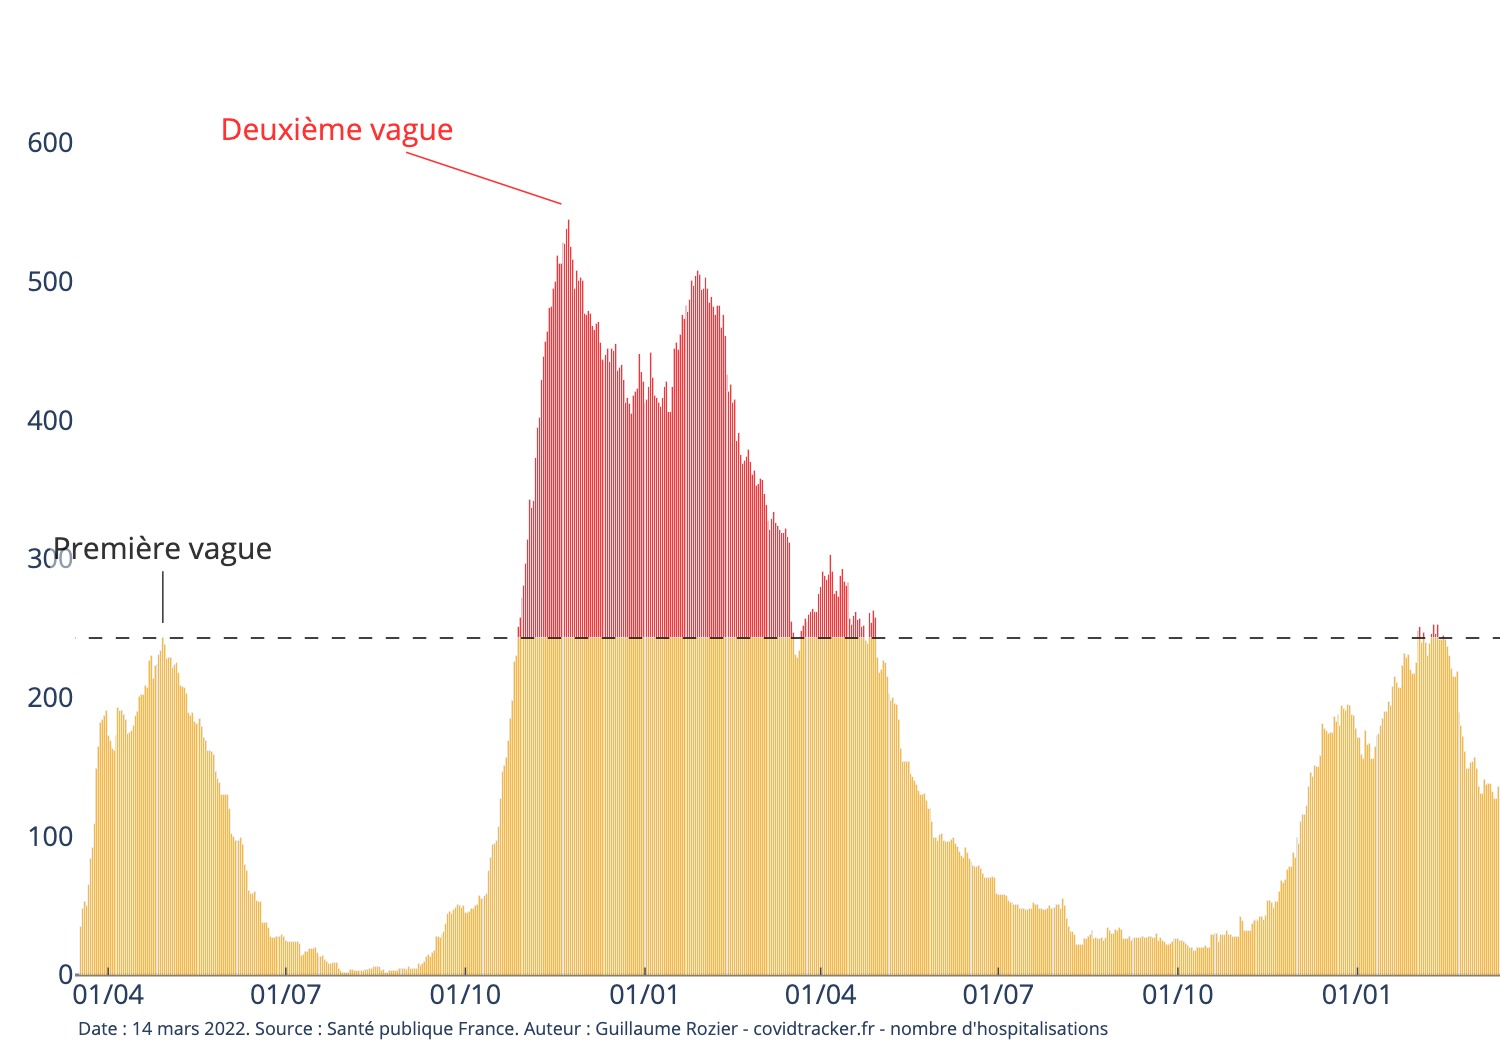 600
Deuxième vague
500
400
300
Première vague
200
100
0
01/04 01/07 01/10 01/01 01/04 01/07 01/10 01/01
Date : 14 mars 2022. Source : Santé publique France. Auteur : Guillaume Rozier - covidtracker.fr - nombre d'hospitalisations